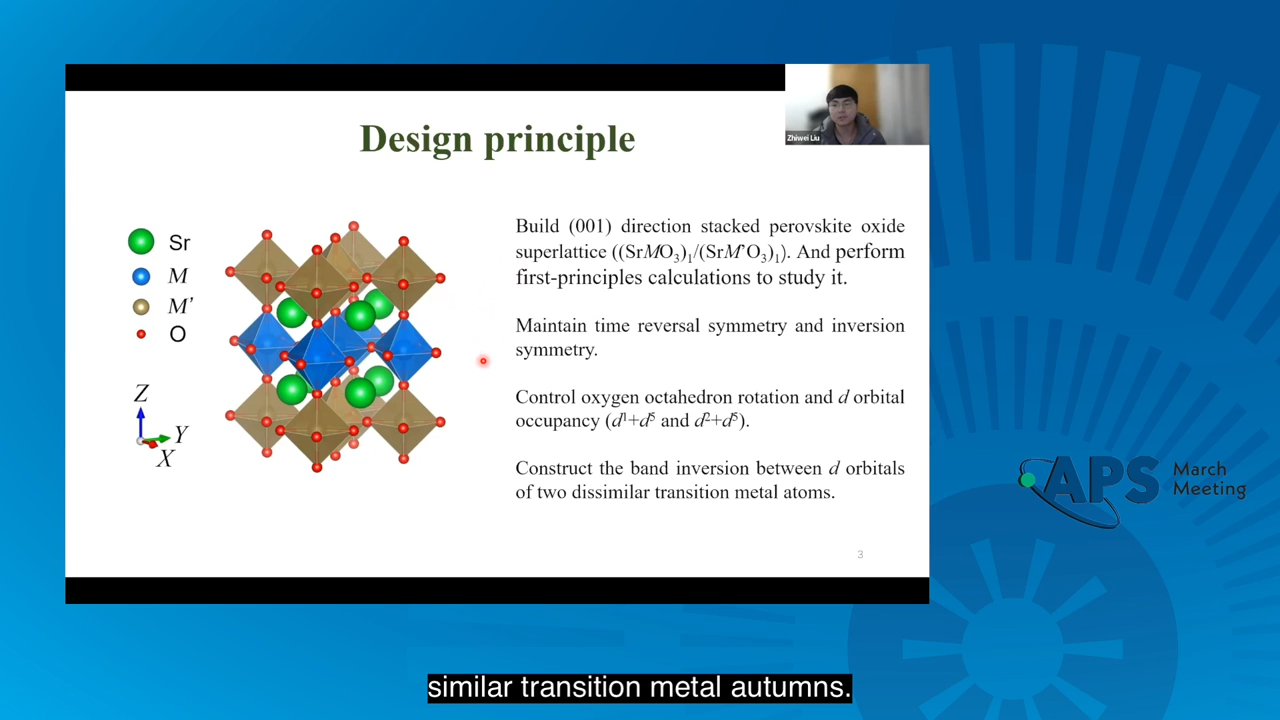 Design principle
Zhiwei Liu
Sr
M
M’
O
Z
Y
X
Build (001) direction stacked perovskite oxide
superlattice ((SrMO₃)₁/(SrM’O₃)₁). And perform
first-principles calculations to study it.
Maintain time reversal symmetry and inversion
symmetry.
Control oxygen octahedron rotation and d orbital
occupancy (d¹+d⁵ and d²+d⁵).
Construct the band inversion between d orbitals
of two dissimilar transition metal atoms.
3
APS March
Meeting
similar transition metal autumns.